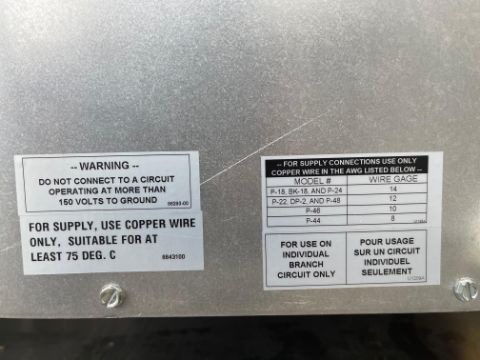 -- WARNING --
DO NOT CONNECT TO A CIRCUIT
OPERATING AT MORE THAN
150 VOLTS TO GROUND
FOR SUPPLY, USE COPPER WIRE
ONLY, SUITABLE FOR AT
LEAST 75 DEG. C
6843100
-- FOR SUPPLY CONNECTIONS USE ONLY
COPPER WIRE IN THE AWG LISTED BELOW --
MODEL # WIRE GAGE
P-18, BK-18, AND P-24 14
P-22, DP-2, AND P-48 12
P-46 10
P-44 8
FOR USE ON
INDIVIDUAL
BRANCH
CIRCUIT ONLY
POUR USAGE
SUR UN CIRCUIT
INDIVIDUEL
SEULEMENT